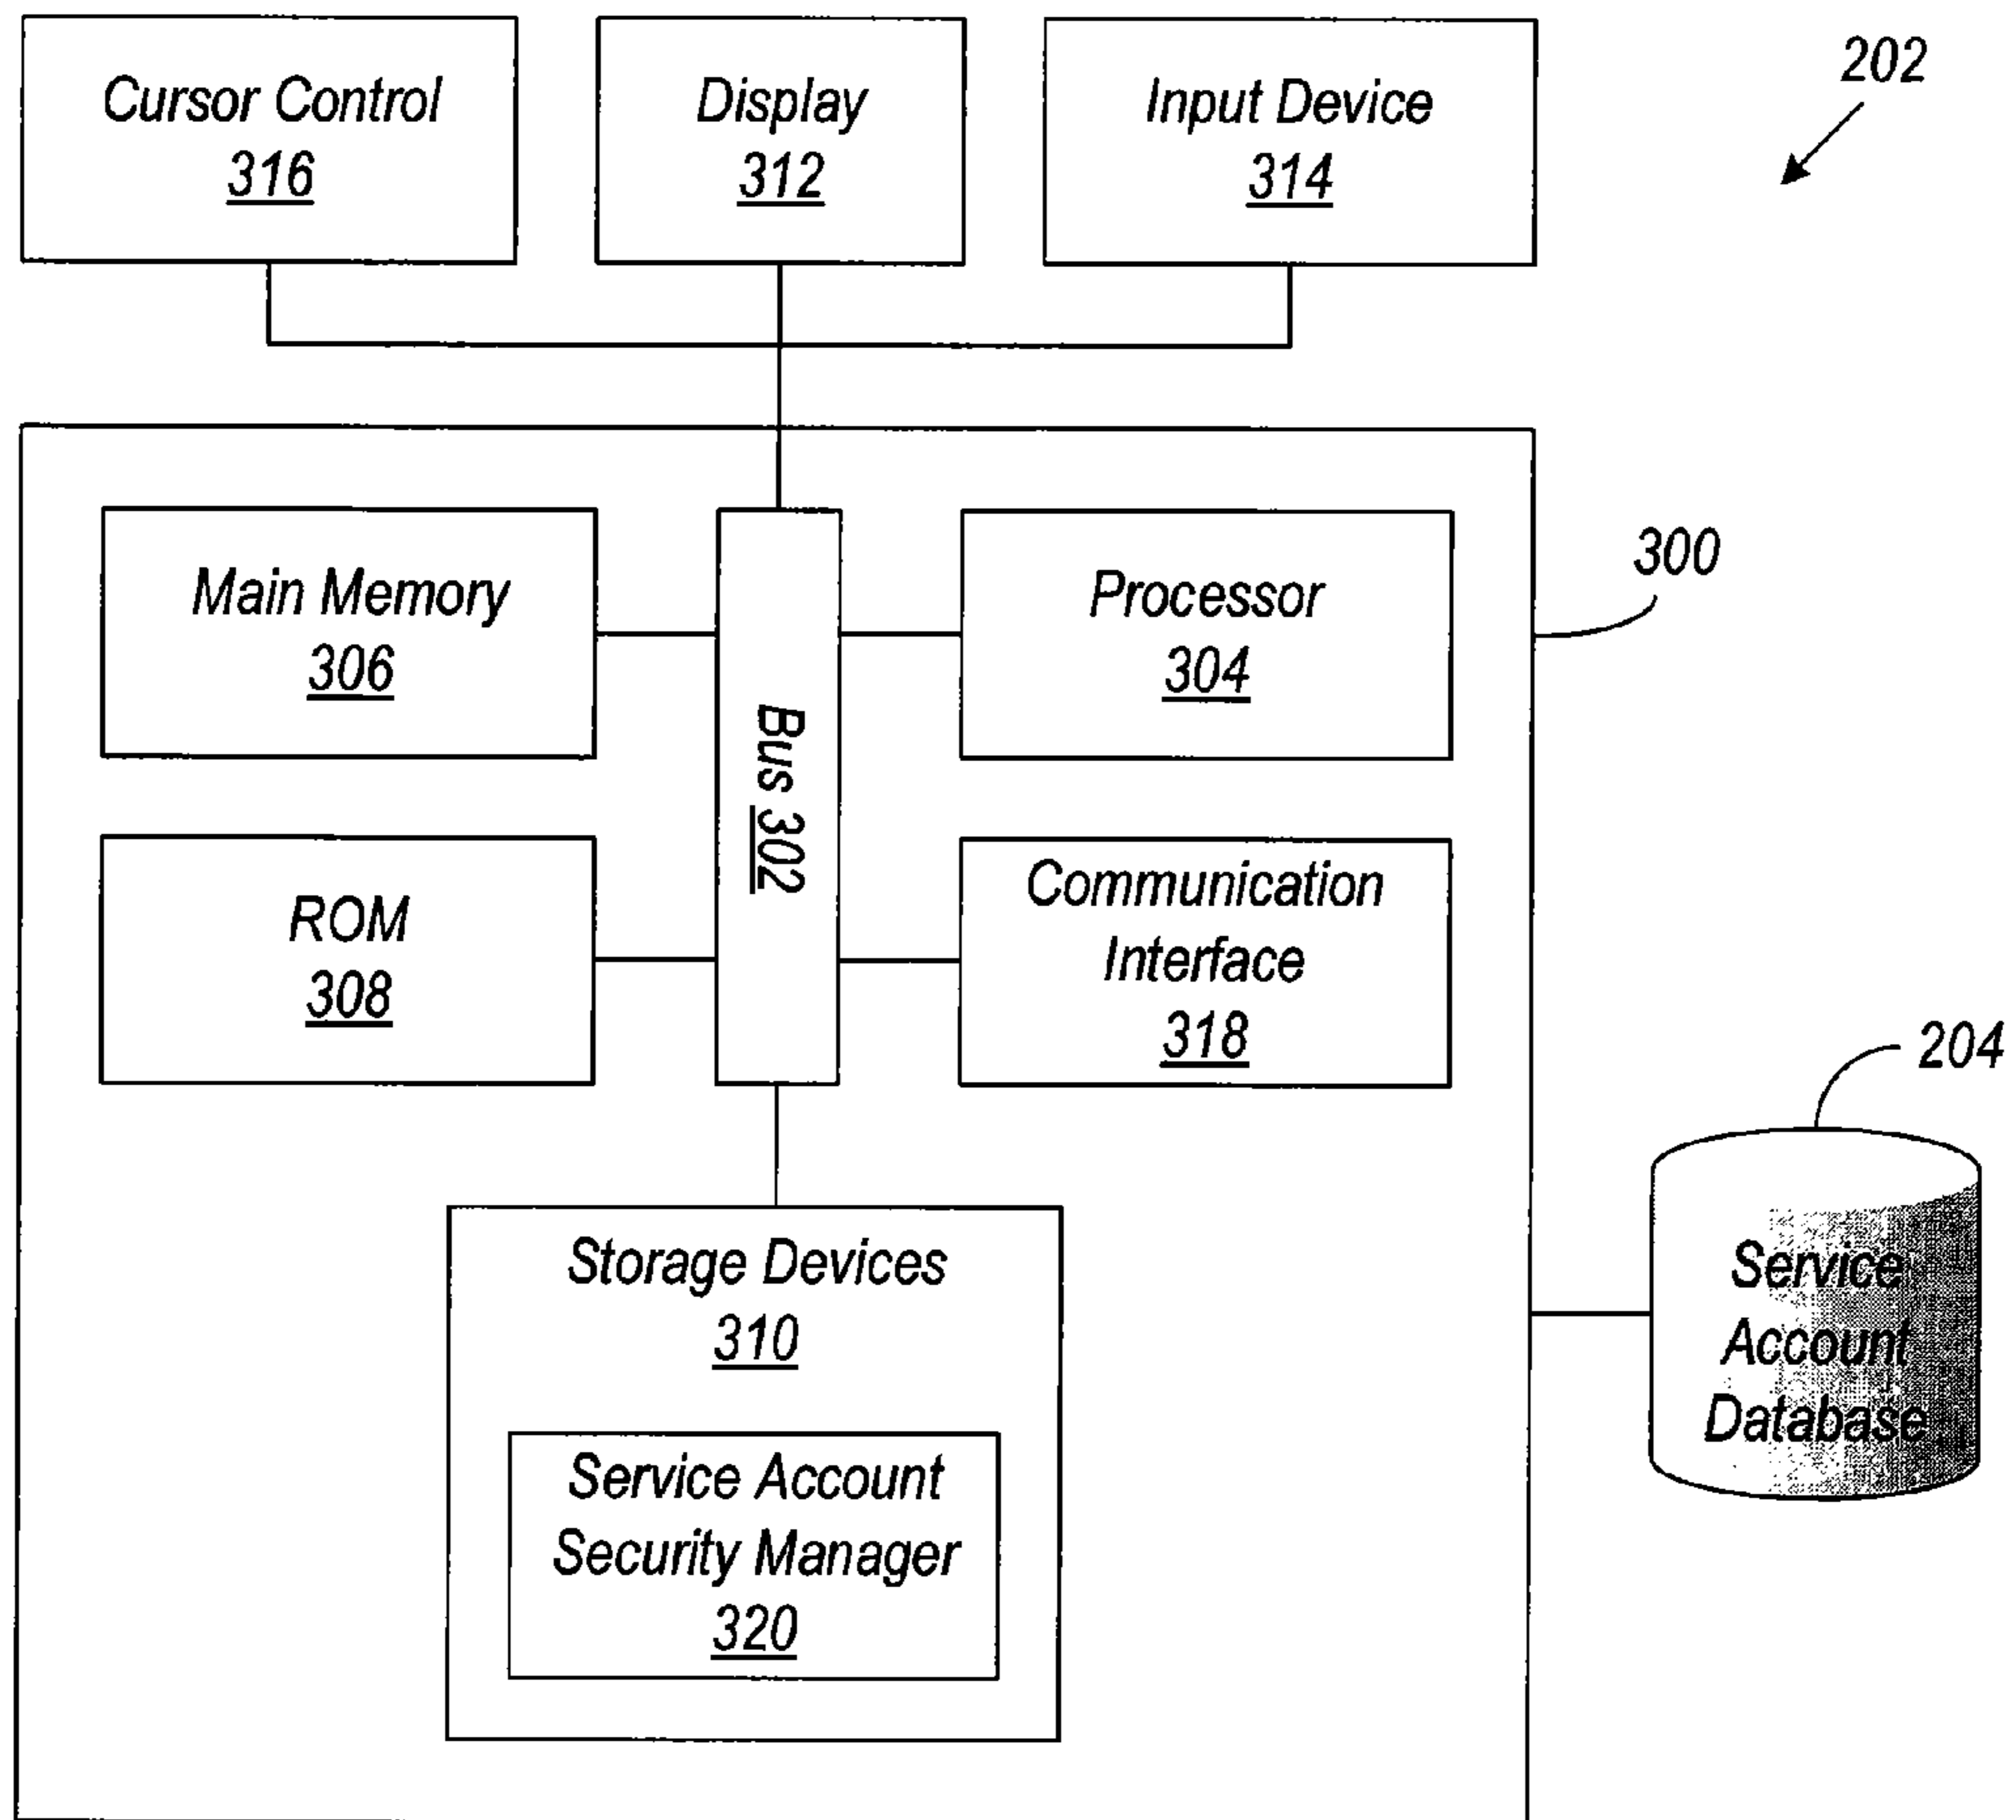 Cursor Control
316
Display
312
Input Device
314
202
Main Memory
306
Bus 302
Processor
304
300
ROM
308
Communication
Interface
318
204
Storage Devices
310
Service Account
Security Manager
320
Service
Account
Database